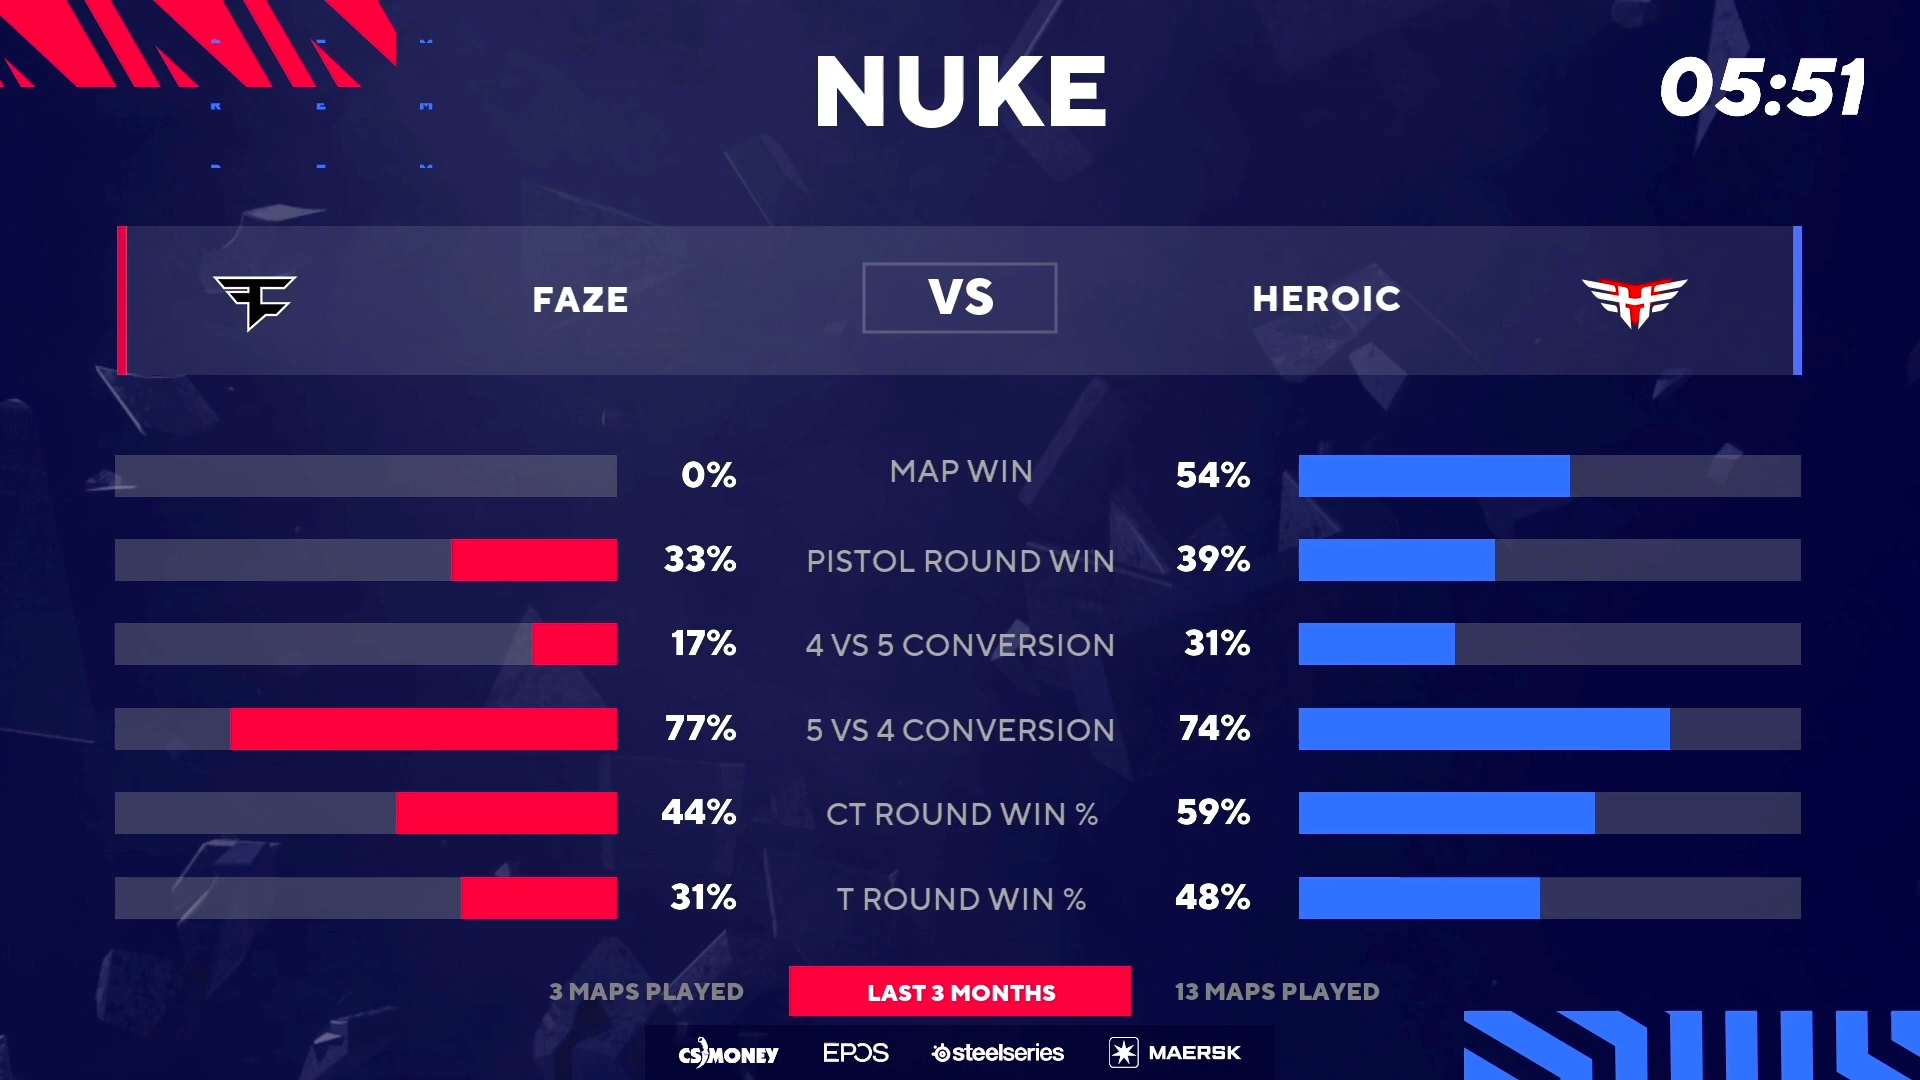 NUKE
05:51
FAZE VS HEROIC
0% MAP WIN 54%
33% PISTOL ROUND WIN 39%
17% 4 VS 5 CONVERSION 31%
77% 5 VS 4 CONVERSION 74%
44% CT ROUND WIN % 59%
31% T ROUND WIN % 48%
3 MAPS PLAYED LAST 3 MONTHS 13 MAPS PLAYED
CS.MONEY EPOS steelseries MAERSK